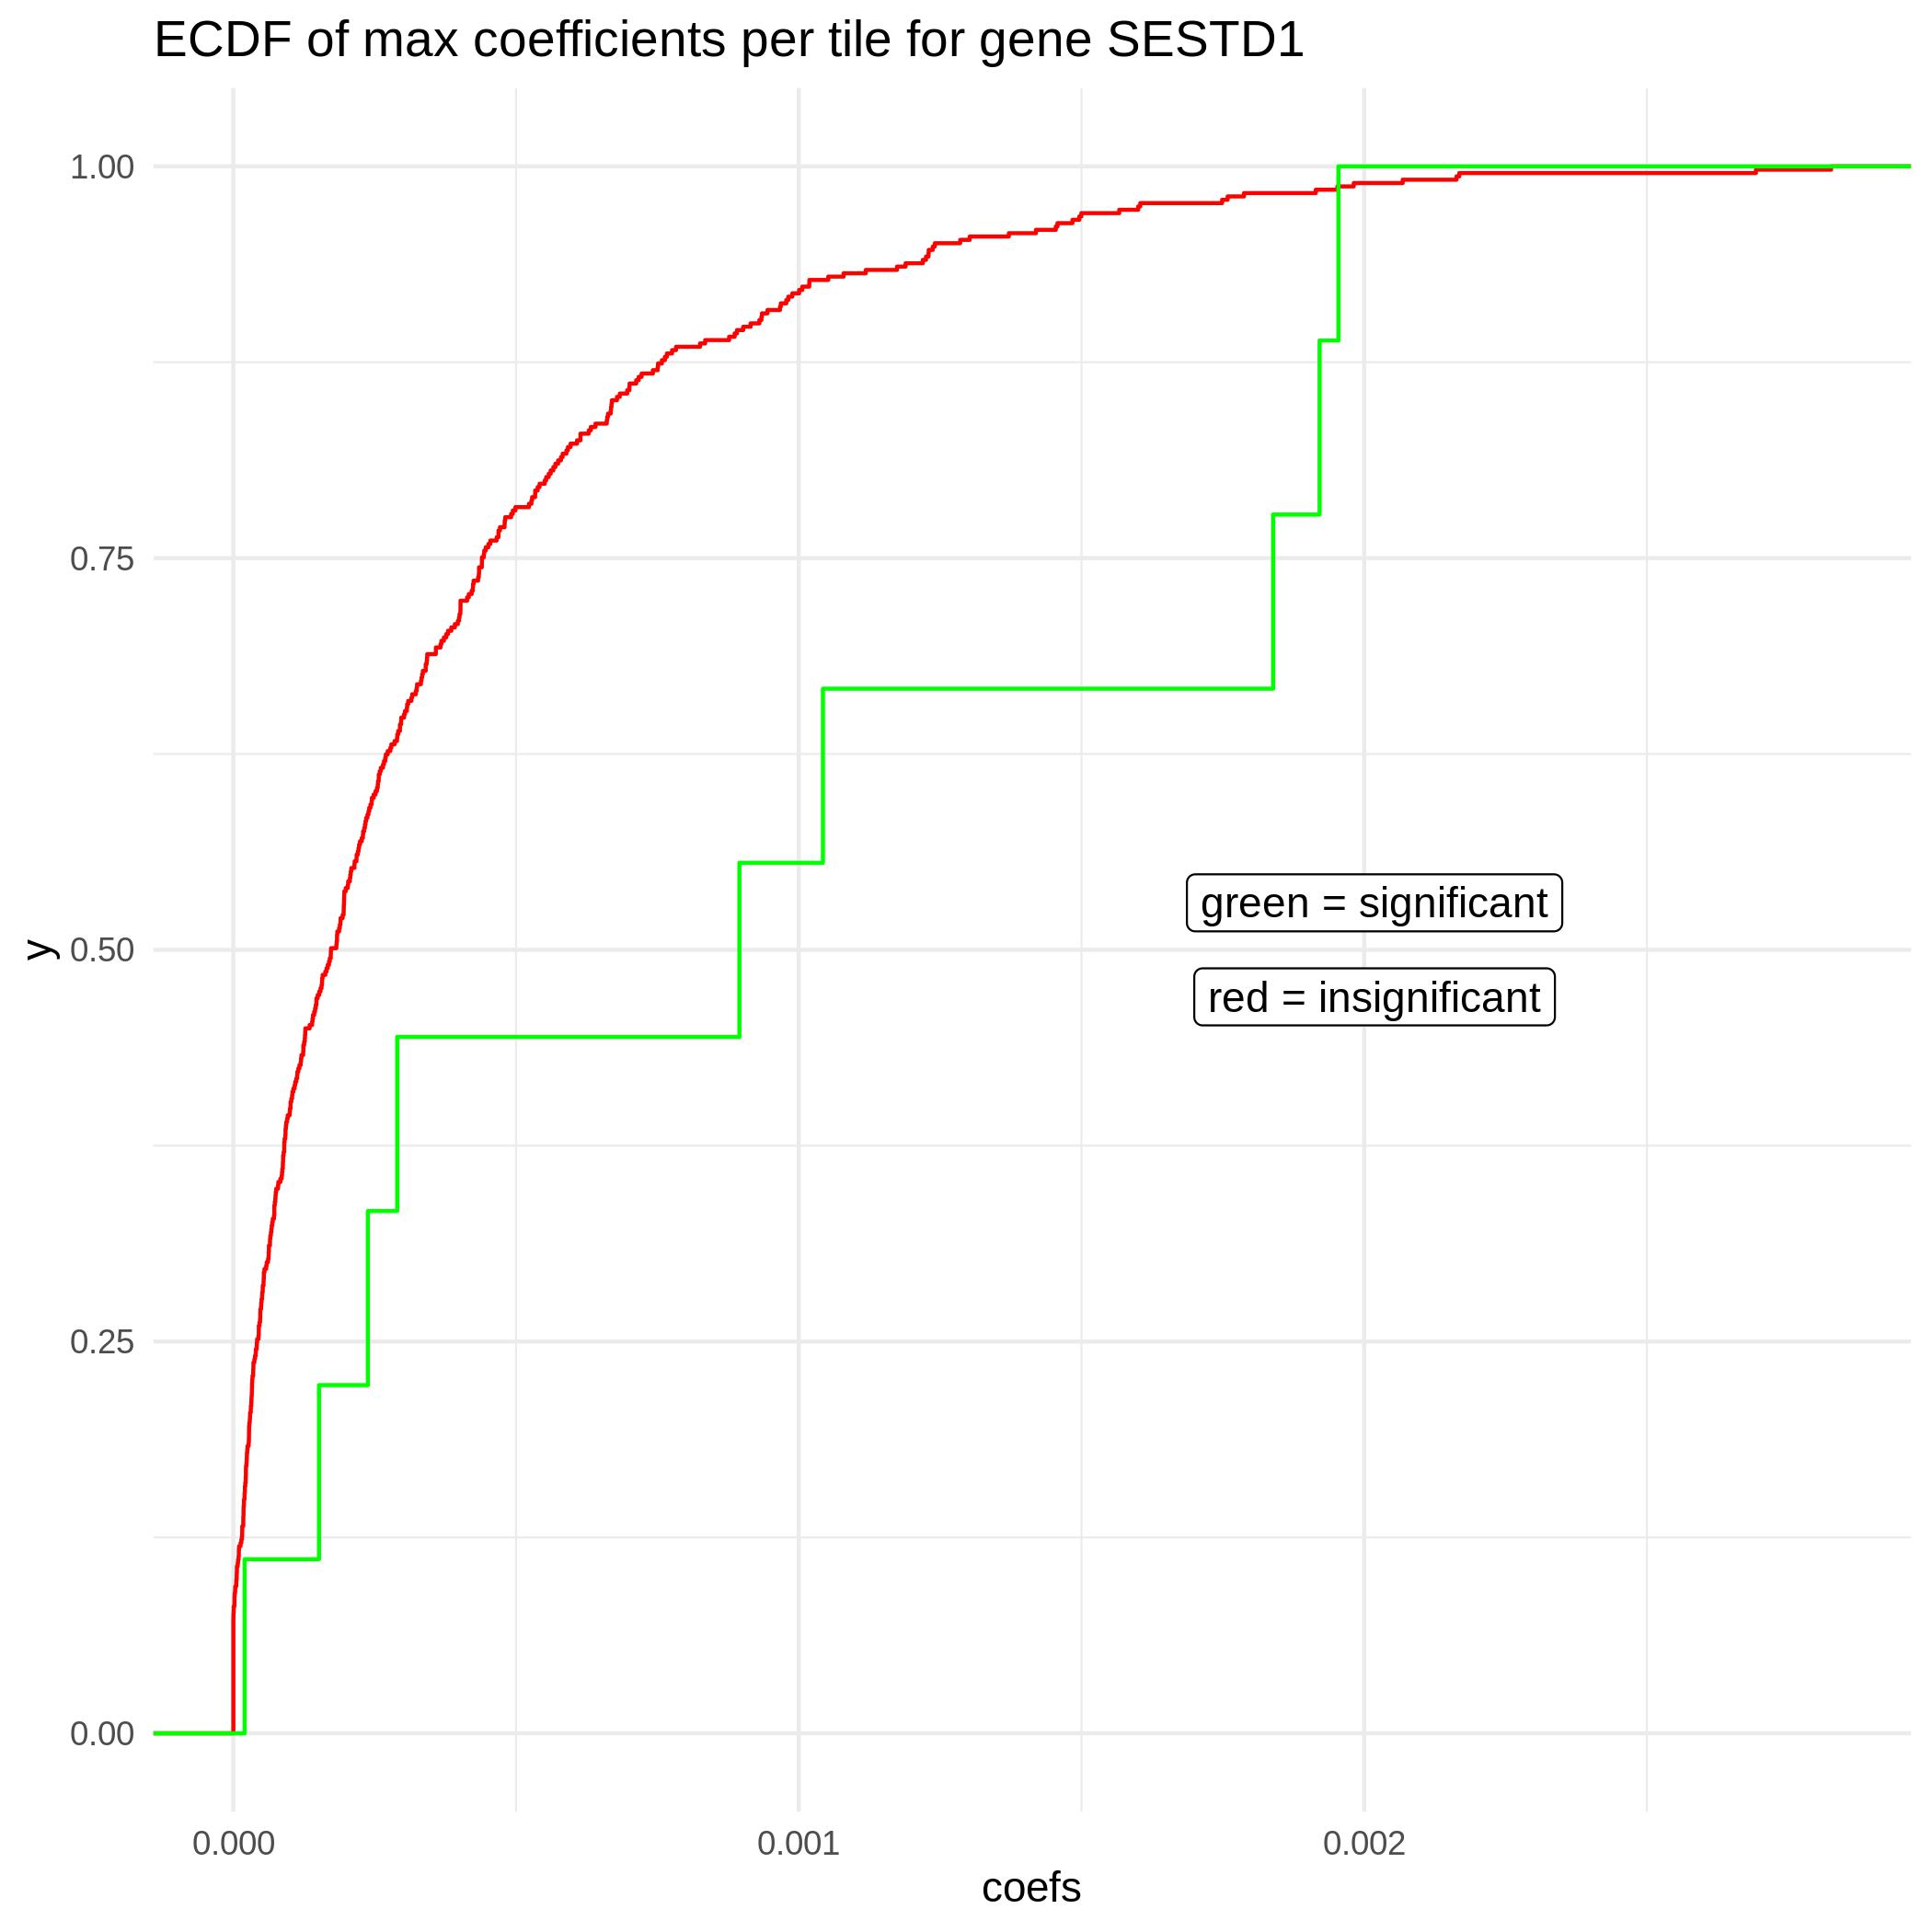 ECDF of max coefficients per tile for gene SESTD1
1.00
0.75
0.50
0.25
0.00
y
green = significant
red = insignificant
0.000
0.001
0.002
coefs